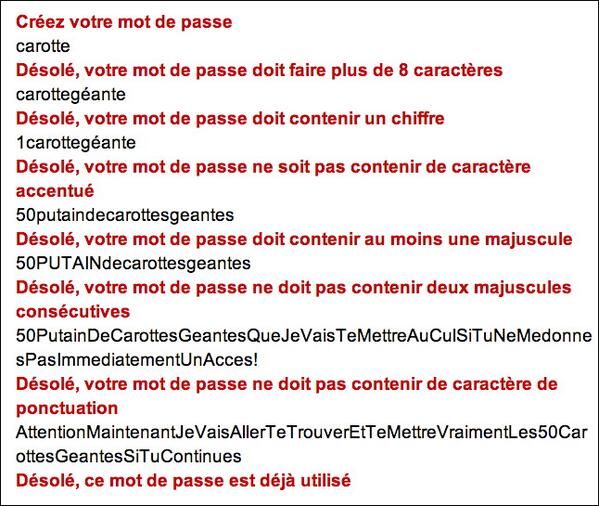 Créez votre mot de passe
carotte
Désolé, votre mot de passe doit faire plus de 8 caractères
carottegéante
Désolé, votre mot de passe doit contenir un chiffre
1carottegéante
Désolé, votre mot de passe ne soit pas contenir de caractère
accentué
50putaindecarottesgeantes
Désolé, votre mot de passe doit contenir au moins une majuscule
50PUTAINdecarottesgeantes
Désolé, votre mot de passe ne doit pas contenir deux majuscules
consécutives
50PutainDeCarottesGeantesQueJeVaisTeMettreAuCulSiTuNeMedonne
sPasImmediatementUnAcces!
Désolé, votre mot de passe ne doit pas contenir de caractère de
ponctuation
AttentionMaintenantJeVaisAllerTeTrouverEtTeMettreVraimentLes50Car
ottesGeantesSiTuContinues
Désolé, ce mot de passe est déjà utilisé